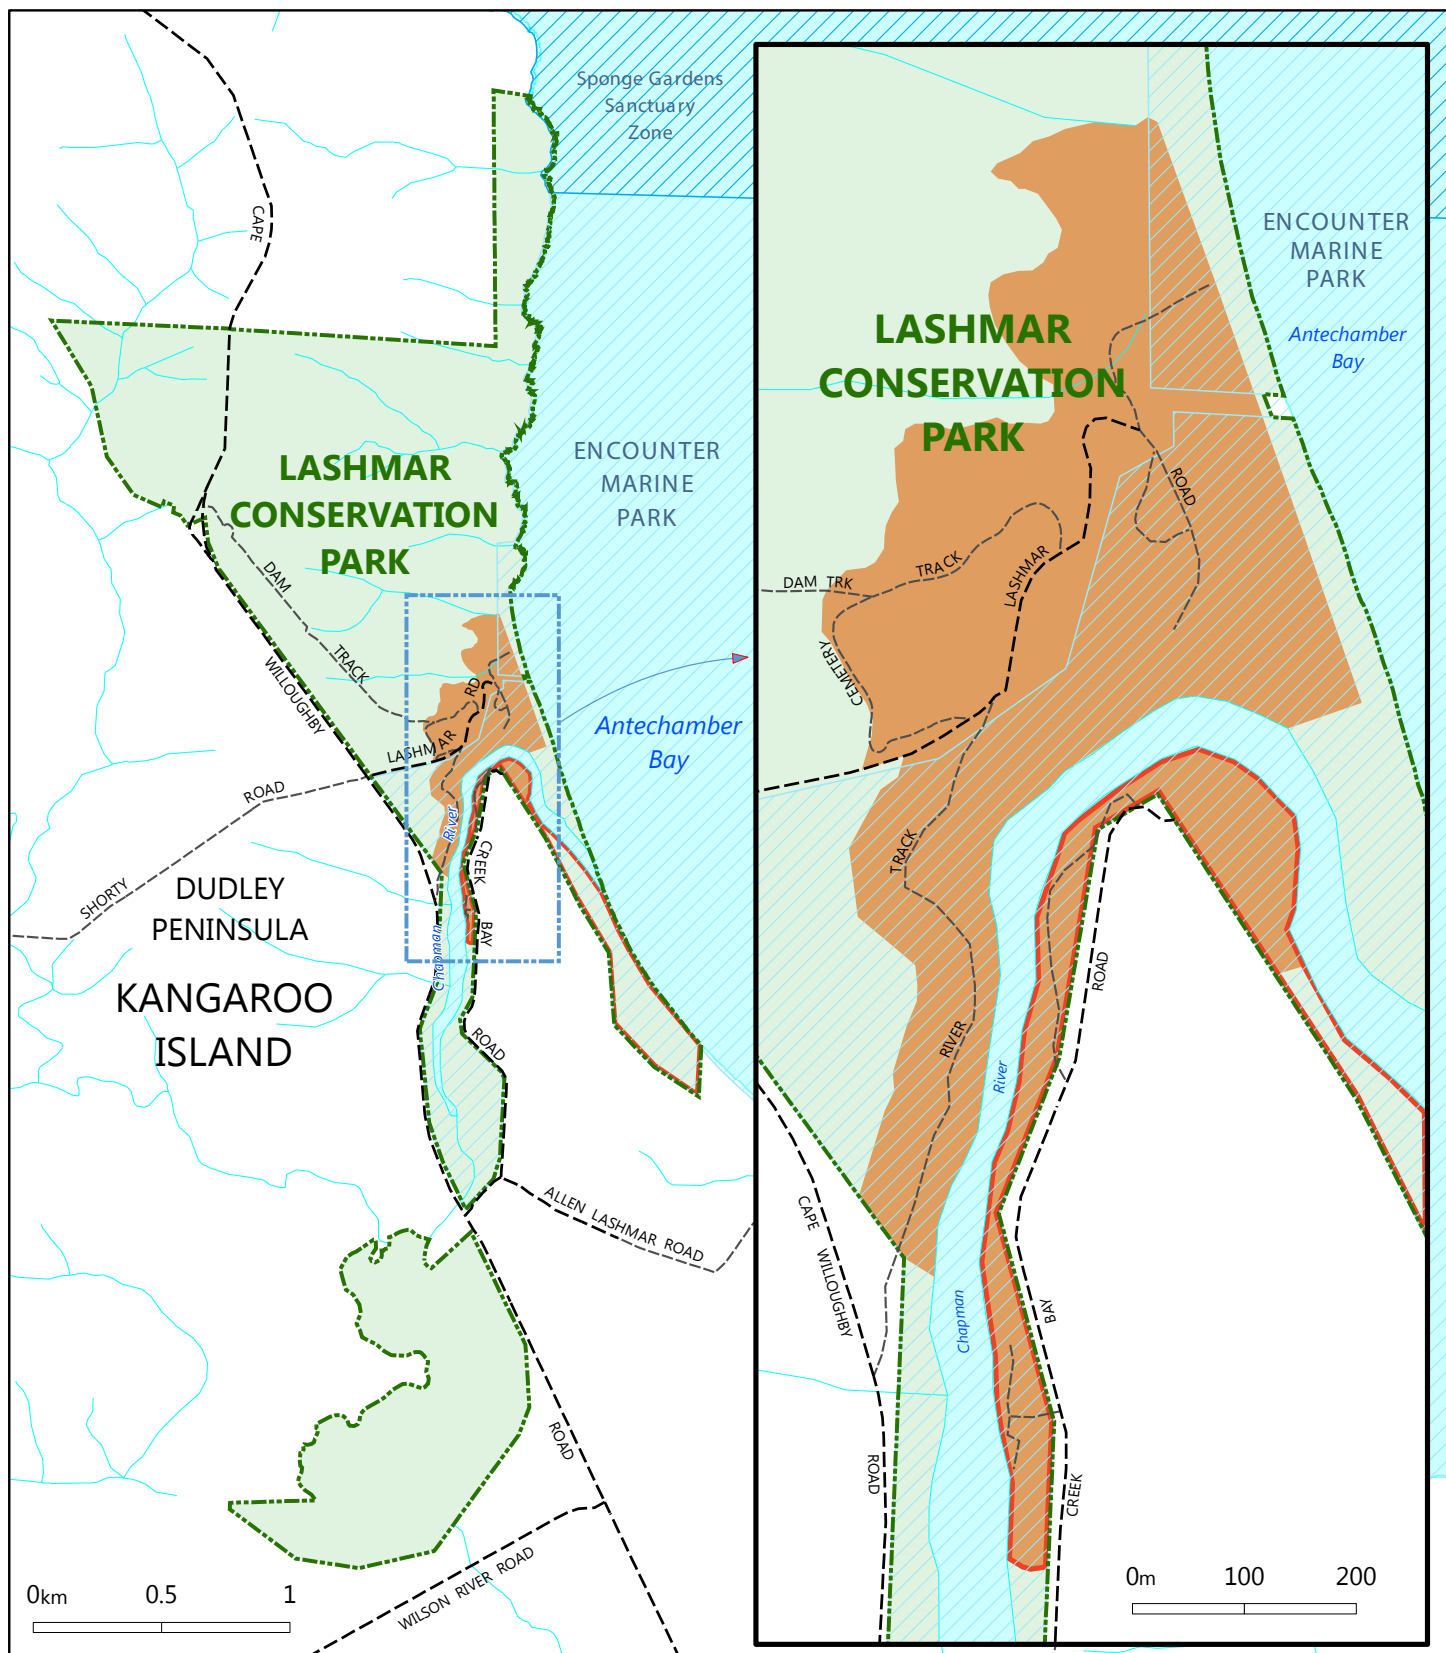 Sponge Gardens
Sanctuary
Zone
CAPE
LASHMAR
CONSERVATION
PARK
ENCOUNTER
MARINE
PARK
DAM
TRACK
WILLOUGHBY
RD
LASHMAR
ROAD
SHORTY
Antechamber
Bay
River
Chapman
CREEK
BAY
ROAD
DUDLEY
PENINSULA
KANGAROO
ISLAND
ALLEN LASHMAR ROAD
ROAD
WILSON RIVER ROAD
0km 0.5 1
ENCOUNTER
MARINE
PARK
Antechamber
Bay
LASHMAR
CONSERVATION
PARK
ROAD
TRACK
DAM TRK
LASHMAR
CEMETERY
TRACK
RIVER
ROAD
River
CAPE
WILLOUGHBY
Chapman
BAY
ROAD
CREEK
0m 100 200